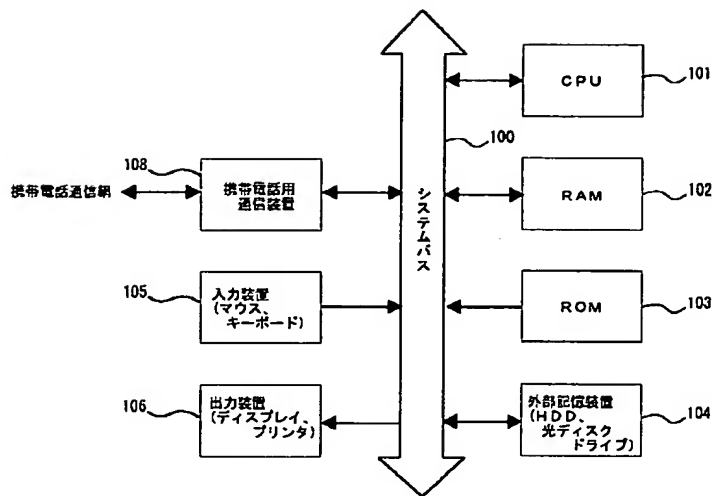 101
CPU
100
108
携帯電話通信網
携帯電話用
通信装置
システムバス
102
RAM
105
入力装置
(マウス、
キーボード)
103
ROM
106
出力装置
(ディスプレイ、
プリンタ)
外部記信装置
(HDD、
光ディスク
ドライブ)
104